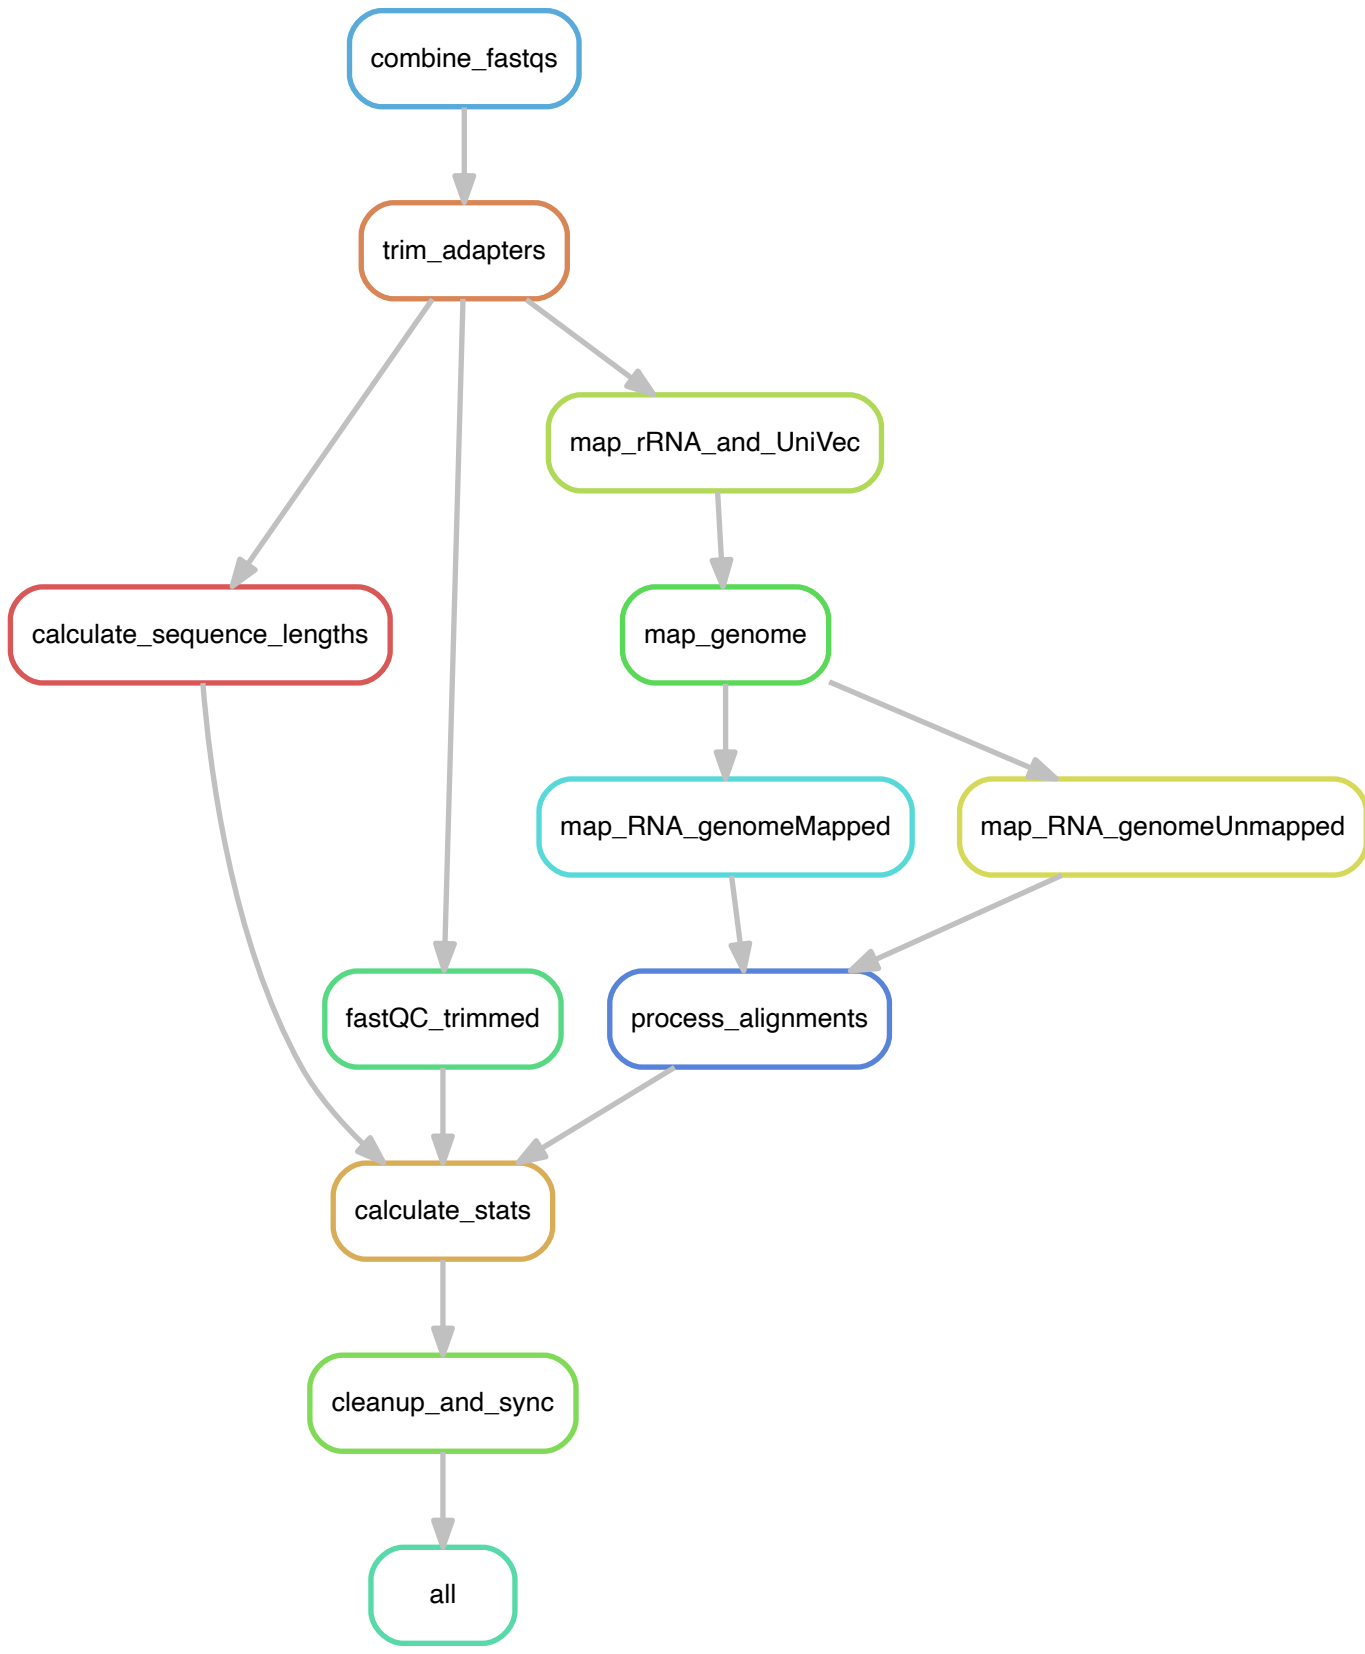 combine_fastqs
trim_adapters
map_rRNA_and_UniVec
calculate_sequence_lengths
map_genome
map_RNA_genomeMapped
map_RNA_genomeUnmapped
fastQC_trimmed
process_alignments
calculate_stats
cleanup_and_sync
all